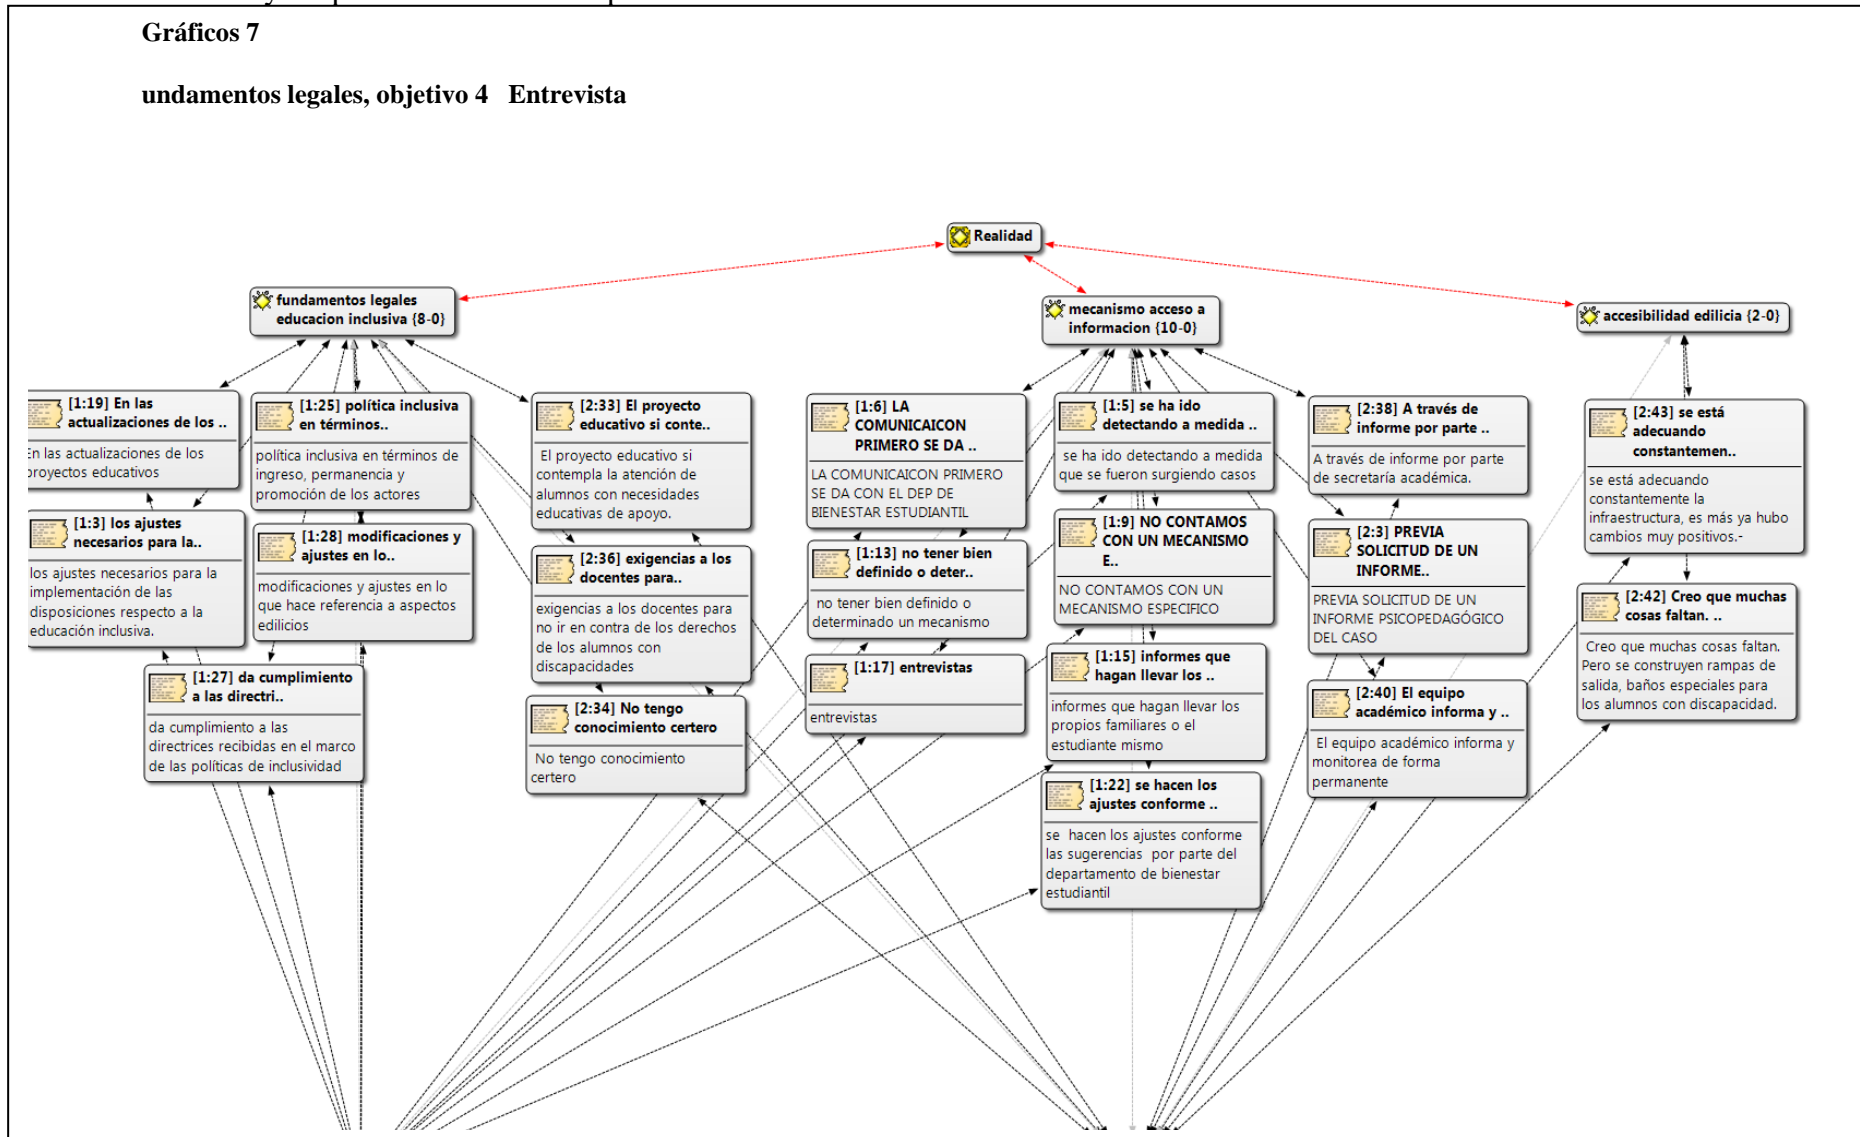 Gráficos 7
undamentos legales, objetivo 4 Entrevista
Realidad
fundamentos legales
educacion inclusiva {8-0}
mecanismo acceso a
informacion {10-0}
accesibilidad edilicia {2-0}
[1:19] En las
actualizaciones de los ..
En las actualizaciones de los
proyectos educativos
[1:3] los ajustes
necesarios para la..
los ajustes necesarios para la
implementación de las
disposiciones respecto a la
educación inclusiva.
[1:25] política inclusiva
en términos..
política inclusiva en términos de
ingreso, permanencia y
promoción de los actores
[1:28] modificaciones y
ajustes en lo..
modificaciones y ajustes en lo
que hace referencia a aspectos
edilicios
[1:27] da cumplimiento
a las directri..
da cumplimiento a las
directrices recibidas en el marco
de las políticas de inclusividad
[2:33] El proyecto
educativo si conte..
El proyecto educativo si
contempla la atención de
alumnos con necesidades
educativas de apoyo.
[2:36] exigencias a los
docentes para..
exigencias a los docentes para
no ir en contra de los derechos
de los alumnos con
discapacidades
[2:34] No tengo
conocimiento certero
No tengo conocimiento
certero
[1:6] LA
COMUNICAICON
PRIMERO SE DA ..
LA COMUNICAICON PRIMERO
SE DA CON EL DEP DE
BIENESTAR ESTUDIANTIL
[1:13] no tener bien
definido o deter..
no tener bien definido o
determinado un mecanismo
[1:17] entrevistas
entrevistas
[1:5] se ha ido
detectando a medida ..
se ha ido detectando a medida
que se fueron surgiendo casos
[1:9] NO CONTAMOS
CON UN MECANISMO
E..
NO CONTAMOS CON UN
MECANISMO ESPECIFICO
[1:15] informes que
hagan llevar los ..
informes que hagan llevar los
propios familiares o el
estudiante mismo
[1:22] se hacen los
ajustes conforme ..
se hacen los ajustes conforme
las sugerencias por parte del
departamento de bienestar
estudiantil
[2:38] A través de
informe por parte ..
A través de informe por parte
de secretaría académica.
[2:3] PREVIA
SOLICITUD DE UN
INFORME..
PREVIA SOLICITUD DE UN
INFORME PSICOPEDAGÓGICO
DEL CASO
[2:40] El equipo
académico informa y ..
El equipo académico informa y
monitorea de forma
permanente
[2:43] se está
adecuando
constantemen..
se está adecuando
constantemente la
infraestructura, es más ya hubo
cambios muy positivos.-
[2:42] Creo que muchas
cosas faltan. ..
Creo que muchas cosas faltan.
Pero se construyen rampas de
salida, baños especiales para
los alumnos con discapacidad.